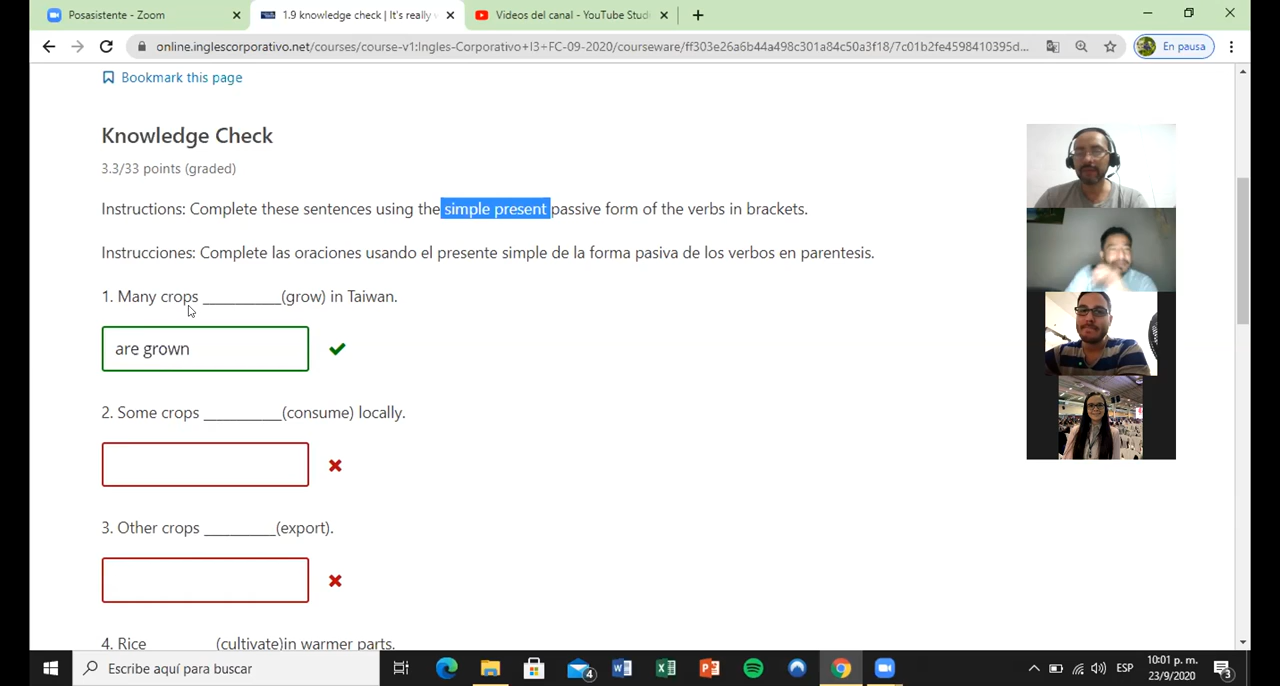 Posasistente - Zoom
1.9 knowledge check | It's really
Videos del canal - YouTube Stud
online.inglescorporativo.net/courses/course-v1:Ingles-Corporativo+I3+FC-09-2020/courseware/ff303e26a6b44a498c301a84c50a3f18/7c01b2fe4598410395d...
En pausa
Bookmark this page
Knowledge Check
3.3/33 points (graded)
Instructions: Complete these sentences using the simple present passive form of the verbs in brackets.
Instrucciones: Complete las oraciones usando el presente simple de la forma pasiva de los verbos en parentesis.
1. Many crops __________(grow) in Taiwan.
are grown
2. Some crops __________(consume) locally.
3. Other crops _________(export).
4. Rice ________(cultivate)in warmer parts.
Escribe aquí para buscar
4
ESP
10:01 p. m.
23/9/2020
3